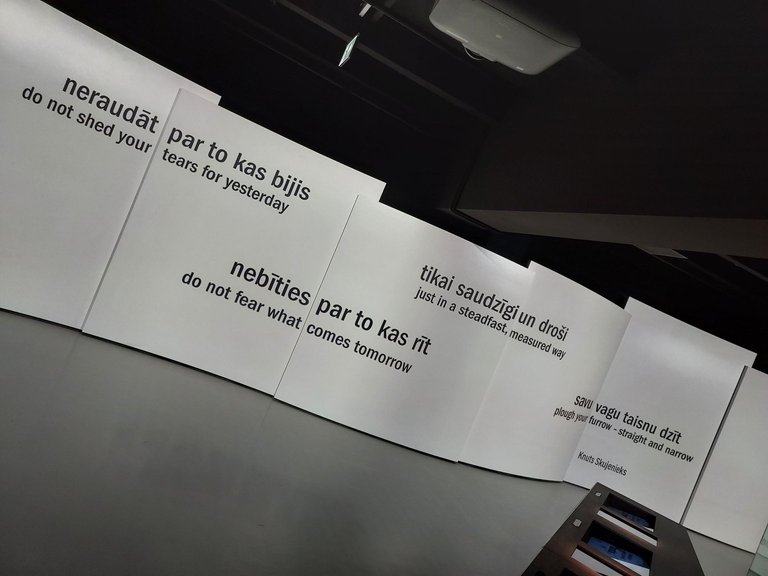 neraudāt par to kas bijis
do not shed your tears for yesterday
nebīties par to kas rīt
do not fear what comes tomorrow
tikai saudzīgi un droši
just in a steadfast, measured way
savu vagu taisnu dzīt
plough your furrow - straight and narrow
Knuts Skujenieks